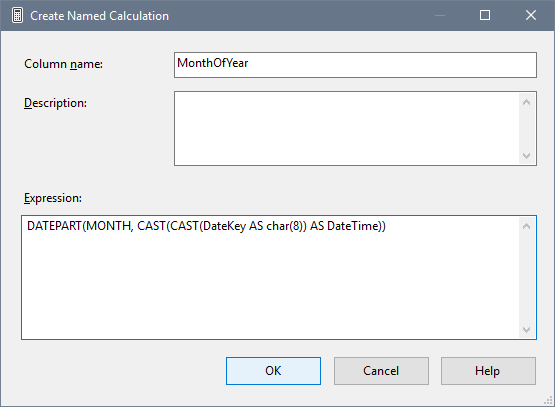 Create Named Calculation
Column name:
MonthOfYear
Description:
Expression:
DATEPART(MONTH, CAST(CAST(DateKey AS char(8)) AS DateTime))
OK
Cancel
Help